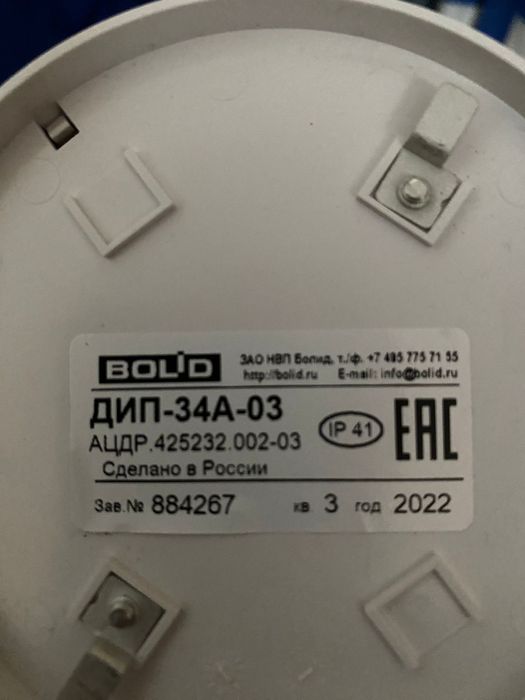 BOLID
ЗАО НВП Болид, т./ф. +7 495 775 71 55
http://bolid.ru E-mail: info@bolid.ru
ДИП-34А-03
АЦДР.425232.002-03
IP 41
EAC
Сделано в России
Зав.№ 884267 кв 3 год 2022